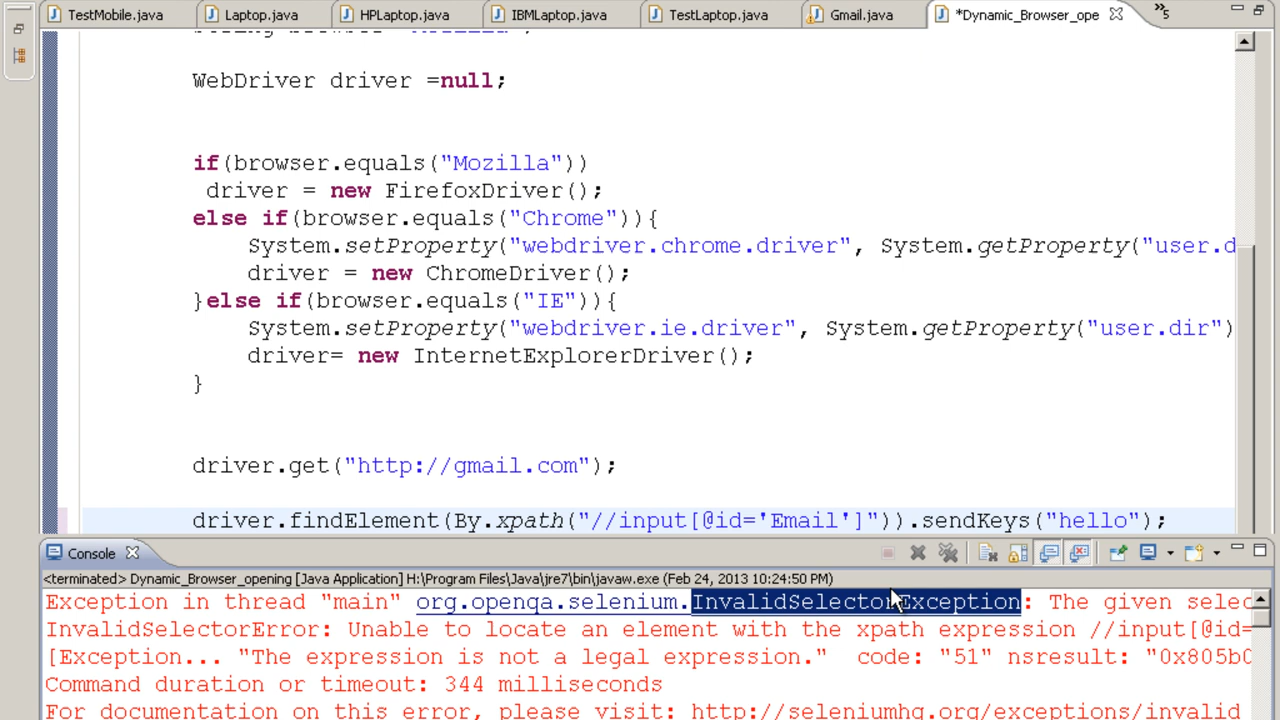 TestMobile.java Laptop.java HPLaptop.java IBMLaptop.java TestLaptop.java Gmail.java *Dynamic_Browser_ope »5
WebDriver driver =null;
if(browser.equals("Mozilla"))
driver = new FirefoxDriver();
else if(browser.equals("Chrome")){
System.setProperty("webdriver.chrome.driver", System.getProperty("user.d
driver = new ChromeDriver();
}else if(browser.equals("IE")){
System.setProperty("webdriver.ie.driver", System.getProperty("user.dir")
driver= new InternetExplorerDriver();
}
driver.get("http://gmail.com");
driver.findElement(By.xpath("//input[@id='Email']")).sendKeys("hello");
Console
<terminated> Dynamic_Browser_opening [Java Application] H:\Program Files\Java\jre7\bin\javaw.exe (Feb 24, 2013 10:24:50 PM)
Exception in thread "main" org.openqa.selenium.InvalidSelectorException: The given selec
InvalidSelectorError: Unable to locate an element with the xpath expression //input[@id=
[Exception... "The expression is not a legal expression." code: "51" nsresult: "0x805b0
Command duration or timeout: 344 milliseconds
For documentation on this error, please visit: http://seleniumhq.org/exceptions/invalid